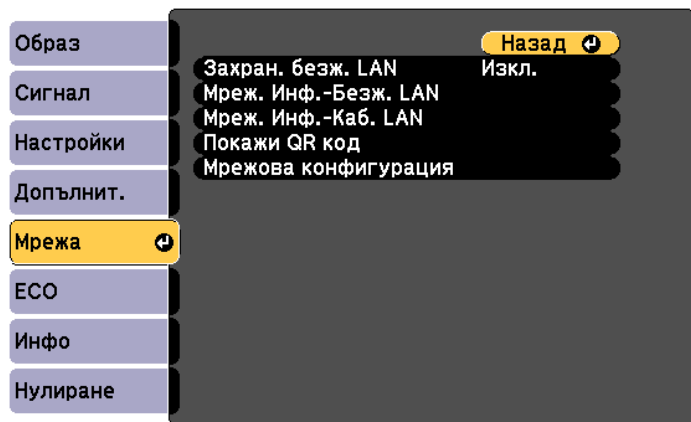 Образ
Сигнал
Настройки
Допълнит.
Мрежа
ECO
Инфо
Нулиране
Назад
Захран. безж. LAN Изкл.
Мреж. Инф.-Безж. LAN
Мреж. Инф.-Каб. LAN
Покажи QR код
Мрежова конфигурация